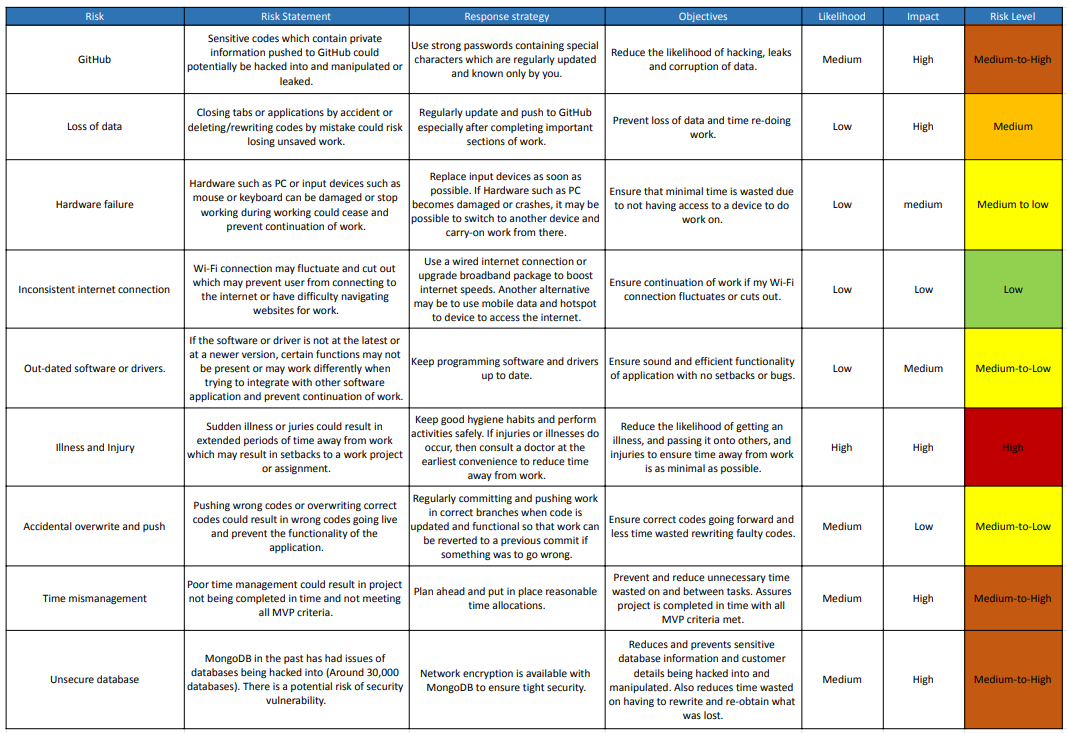 Risk
Risk Statement
Response strategy
Objectives
Likelihood
Impact
Risk Level
GitHub
Sensitive codes which contain private
information pushed to GitHub could
potentially be hacked into and manipulated or
leaked.
Use strong passwords containing special
characters which are regularly updated
and known only by you.
Reduce the likelihood of hacking, leaks
and corruption of data.
Medium
High
Medium-to-High
Loss of data
Closing tabs or applications by accident or
deleting/rewriting codes by mistake could risk
losing unsaved work.
Regularly update and push to GitHub
especially after completing important
sections of work.
Prevent loss of data and time re-doing
work.
Low
High
Medium
Hardware failure
Hardware such as PC or input devices such as
mouse or keyboard can be damaged or stop
working during working could cease and
prevent continuation of work.
Replace input devices as soon as
possible. If Hardware such as PC
becomes damaged or crashes, it may be
possible to switch to another device and
carry-on work from there.
Ensure that minimal time is wasted due
to not having access to a device to do
work on.
Low
medium
Medium to low
Inconsistent internet connection
Wi-Fi connection may fluctuate and cut out
which may prevent user from connecting to
the internet or have difficulty navigating
websites for work.
Use a wired internet connection or
upgrade broadband package to boost
internet speeds. Another alternative
may be to use mobile data and hotspot
to device to access the internet.
Ensure continuation of work if my Wi-Fi
connection fluctuates or cuts out.
Low
Low
Low
Out-dated software or drivers.
If the software or driver is not at the latest or
at a newer version, certain functions may not
be present or may work differently when
trying to integrate with other software
application and prevent continuation of work.
Keep programming software and drivers
up to date.
Ensure sound and efficient functionality
of application with no setbacks or bugs.
Low
Medium
Medium-to-Low
Illness and Injury
Sudden illness or juries could result in
extended periods of time away from work
which may result in setbacks to a work project
or assignment.
Keep good hygiene habits and perform
activities safely. If injuries or illnesses do
occur, then consult a doctor at the
earliest convenience to reduce time
away from work.
Reduce the likelihood of getting an
illness, and passing it onto others, and
injuries to ensure time away from work
is as minimal as possible.
High
High
High
Accidental overwrite and push
Pushing wrong codes or overwriting correct
codes could result in wrong codes going live
and prevent the functionality of the
application.
Regularly committing and pushing work
in correct branches when code is
updated and functional so that work can
be reverted to a previous commit if
something was to go wrong.
Ensure correct codes going forward and
less time wasted rewriting faulty codes.
Medium
Low
Medium-to-Low
Time mismanagement
Poor time management could result in project
not being completed in time and not meeting
all MVP criteria.
Plan ahead and put in place reasonable
time allocations.
Prevent and reduce unnecessary time
wasted on and between tasks. Assures
project is completed in time with all
MVP criteria met.
Medium
High
Medium-to-High
Unsecure database
MongoDB in the past has had issues of
databases being hacked into (Around 30,000
databases). There is a potential risk of security
vulnerability.
Network encryption is available with
MongoDB to ensure tight security.
Reduces and prevents sensitive
database information and customer
details being hacked into and
manipulated. Also reduces time wasted
on having to rewrite and re-obtain what
was lost.
Medium
High
Medium-to-High